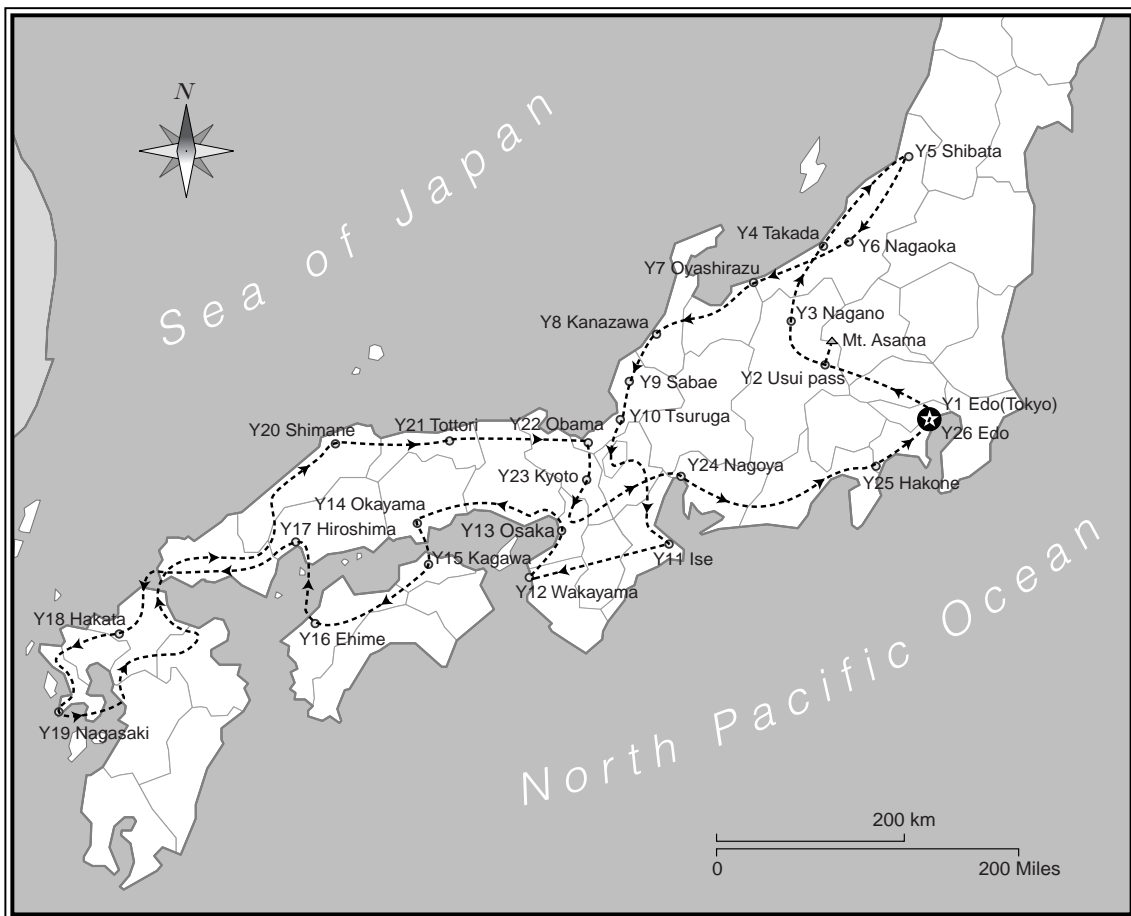 N
Sea of Japan
Y5 Shibata
Y4 Takada
Y6 Nagaoka
Y7 Oyashirazu
Y3 Nagano
Y8 Kanazawa
Mt. Asama
Y2 Usui pass
Y9 Sabae
Y1 Edo(Tokyo)
Y10 Tsuruga
Y26 Edo
Y20 Shimane
Y21 Tottori
Y22 Obama
Y24 Nagoya
Y23 Kyoto
Y25 Hakone
Y14 Okayama
Y17 Hiroshima
Y13 Osaka
Y15 Kagawa
Y11 Ise
Y12 Wakayama
Y18 Hakata
Y16 Ehime
Y19 Nagasaki
North Pacific Ocean
200 km
0
200 Miles